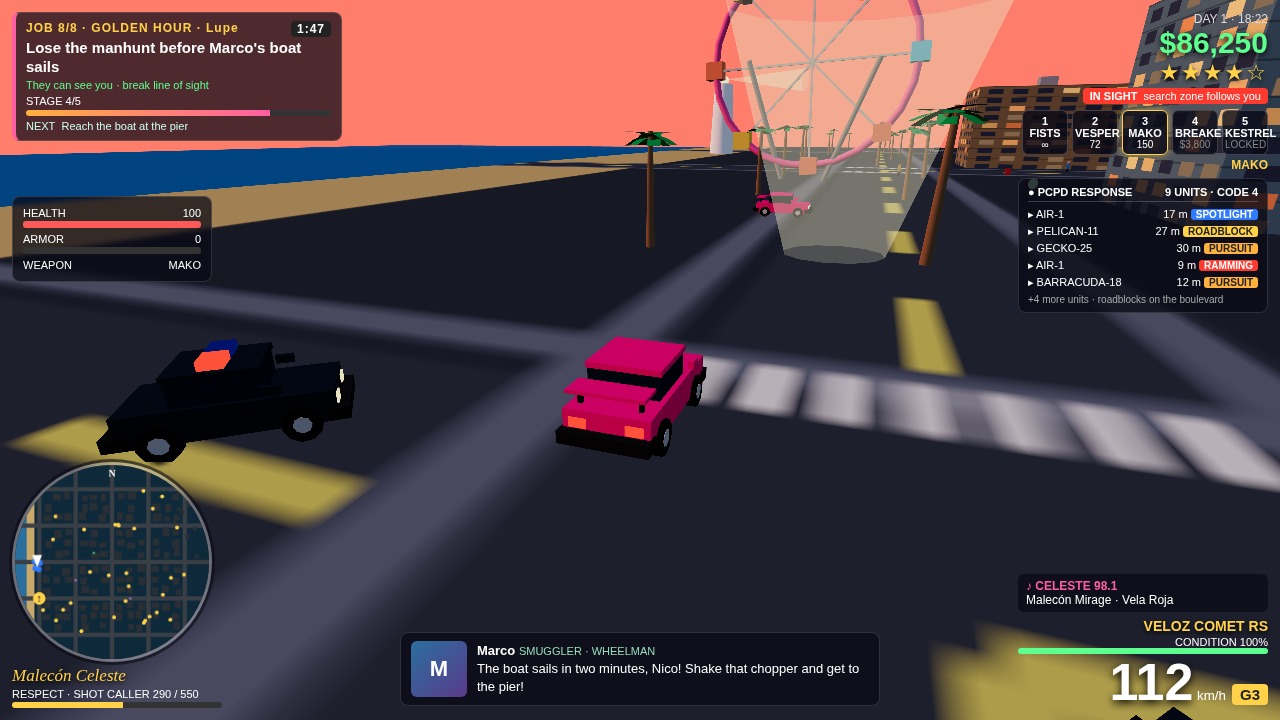 JOB 8/8 · GOLDEN HOUR · Lupe
1:47
Lose the manhunt before Marco's boat
sails
They can see you · break line of sight
STAGE 4/5
NEXT Reach the boat at the pier
HEALTH 100
ARMOR 0
WEAPON MAKO
DAY 1 · 18:22
$86,250
★★★★☆
IN SIGHT search zone follows you
1 FISTS ∞
2 VESPER 72
3 MAKO 150
4 BREAKE $3,800
5 KESTREL LOCKED
MAKO
● PCPD RESPONSE 9 UNITS · CODE 4
▸ AIR-1 17 m SPOTLIGHT
▸ PELICAN-11 27 m ROADBLOCK
▸ GECKO-25 30 m PURSUIT
▸ AIR-1 9 m RAMMING
▸ BARRACUDA-18 12 m PURSUIT
+4 more units · roadblocks on the boulevard
N
!
Malecón Celeste
RESPECT · SHOT CALLER 290 / 550
M
Marco SMUGGLER · WHEELMAN
The boat sails in two minutes, Nico! Shake that chopper and get to
the pier!
♪ CELESTE 98.1
Malecón Mirage · Vela Roja
VELOZ COMET RS
CONDITION 100%
112 km/h G3